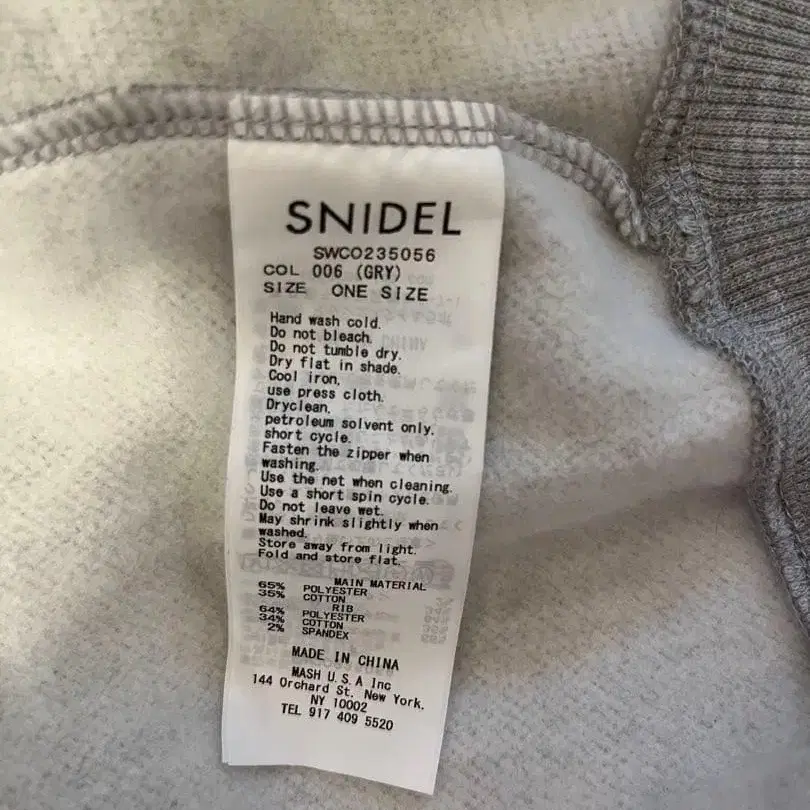 SNIDEL
SWCO235056
COL 006 (GRY)
SIZE ONE SIZE
Hand wash cold.
Do not bleach.
Do not tumble dry.
Dry flat in shade.
Cool iron,
use press cloth.
Dryclean,
petroleum solvent only.
short cycle.
Fasten the zipper when
washing.
Use the net when cleaning.
Use a short spin cycle.
Do not leave wet.
May shrink slightly when
washed.
Store away from light.
Fold and store flat.
MAIN MATERIAL
65% POLYESTER
35% COTTON
RIB
64% POLYESTER
34% COTTON
2% SPANDEX
MADE IN CHINA
MASH U.S.A Inc
144 Orchard St. New York,
NY 10002
TEL 917 409 5520